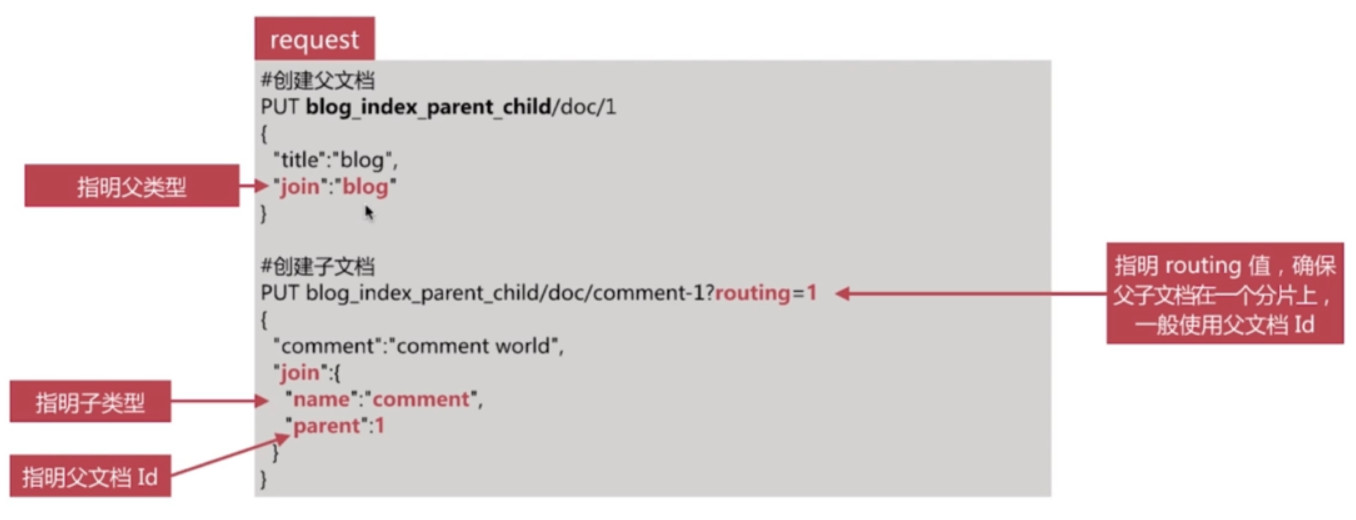 request
#创建父文档
PUT blog_index_parent_child/doc/1
{
"title":"blog",
指明父类型
"join":"blog"
}
#创建子文档
PUT blog_index_parent_child/doc/comment-1?routing=1
指明 routing 值，确保
父子文档在一个分片上，
一般使用父文档 Id
{
"comment":"comment world",
"join":{
指明子类型
"name":"comment",
"parent":1
指明父文档 Id
}
}